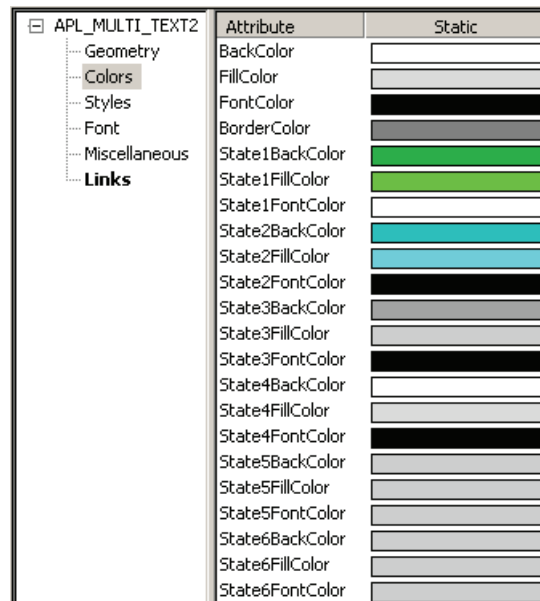 APL_MULTI_TEXT2
Geometry
Colors
Styles
Font
Miscellaneous
Links
Attribute Static
BackColor
FillColor
FontColor
BorderColor
State1BackColor
State1FillColor
State1FontColor
State2BackColor
State2FillColor
State2FontColor
State3BackColor
State3FillColor
State3FontColor
State4BackColor
State4FillColor
State4FontColor
State5BackColor
State5FillColor
State5FontColor
State6BackColor
State6FillColor
State6FontColor